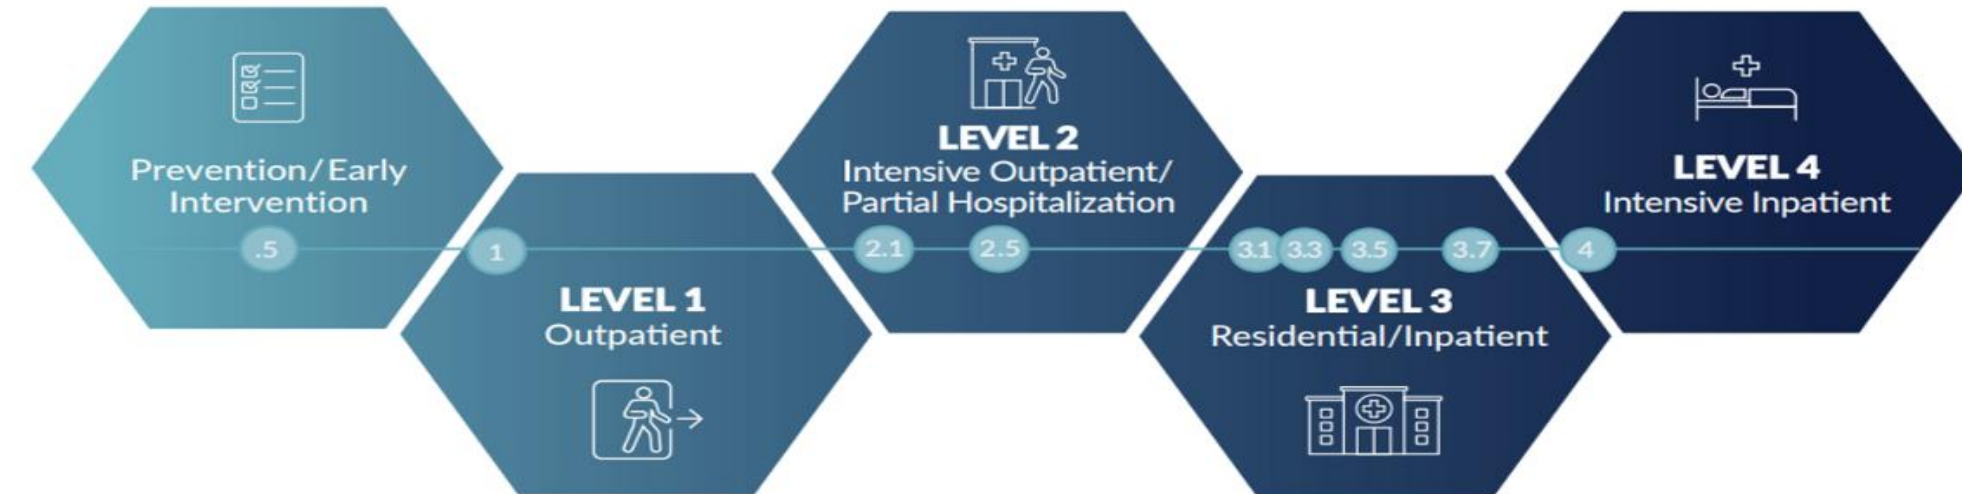 Prevention/Early
Intervention
.5
1
LEVEL 1
Outpatient
LEVEL 2
Intensive Outpatient/
Partial Hospitalization
2.1 2.5
3.1 3.3 3.5 3.7
LEVEL 3
Residential/Inpatient
LEVEL 4
Intensive Inpatient
4